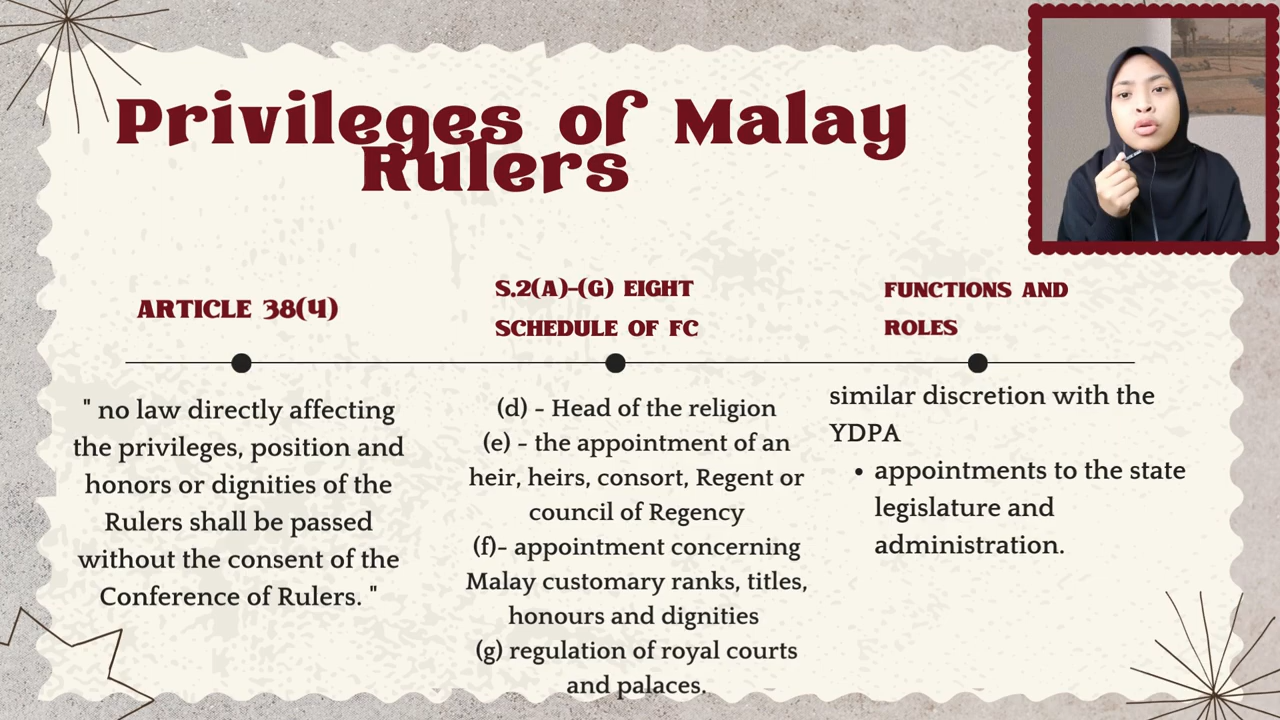 Privileges of Malay
Rulers
ARTICLE 38(4)
" no law directly affecting
the privileges, position and
honors or dignities of the
Rulers shall be passed
without the consent of the
Conference of Rulers. "
S.2(A)-(G) EIGHT
SCHEDULE OF FC
(d) - Head of the religion
(e) - the appointment of an
heir, heirs, consort, Regent or
council of Regency
(f)- appointment concerning
Malay customary ranks, titles,
honours and dignities
(g) regulation of royal courts
and palaces.
FUNCTIONS AND
ROLES
similar discretion with the
YDPA
• appointments to the state
legislature and
administration.